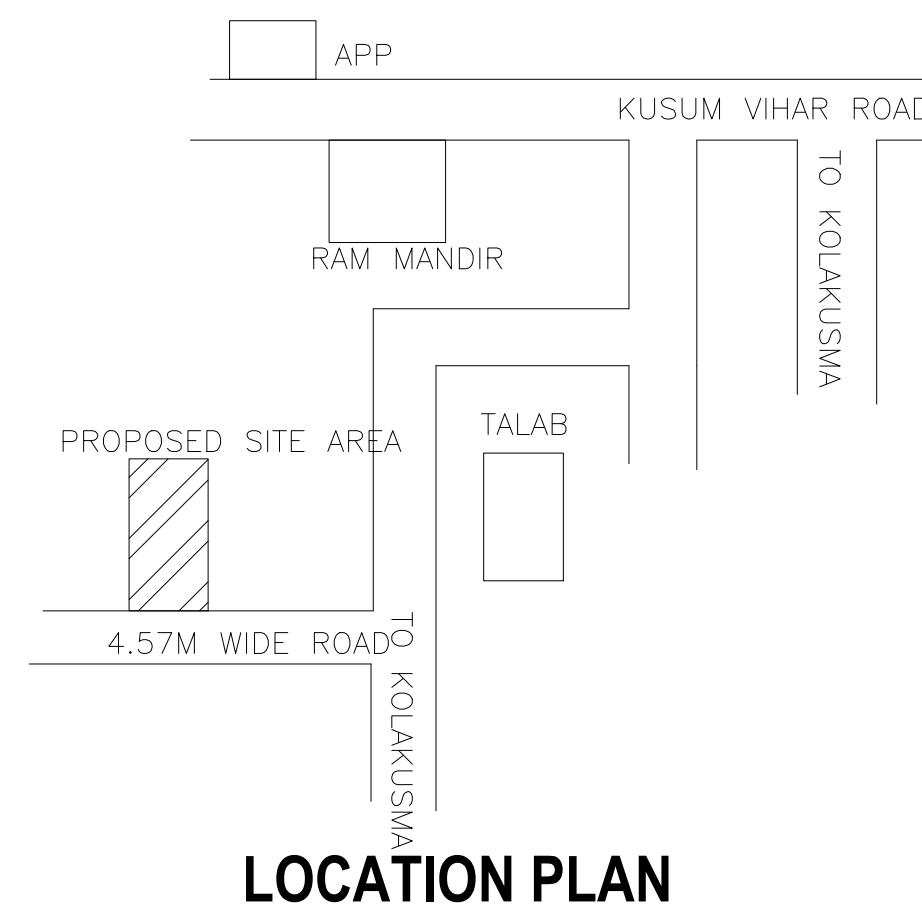 APP
KUSUM VIHAR ROAD
TO KOLAKUSMA
RAM MANDIR
TALAB
PROPOSED SITE AREA
4.57M WIDE ROAD
TO KOLAKUSMA
LOCATION PLAN